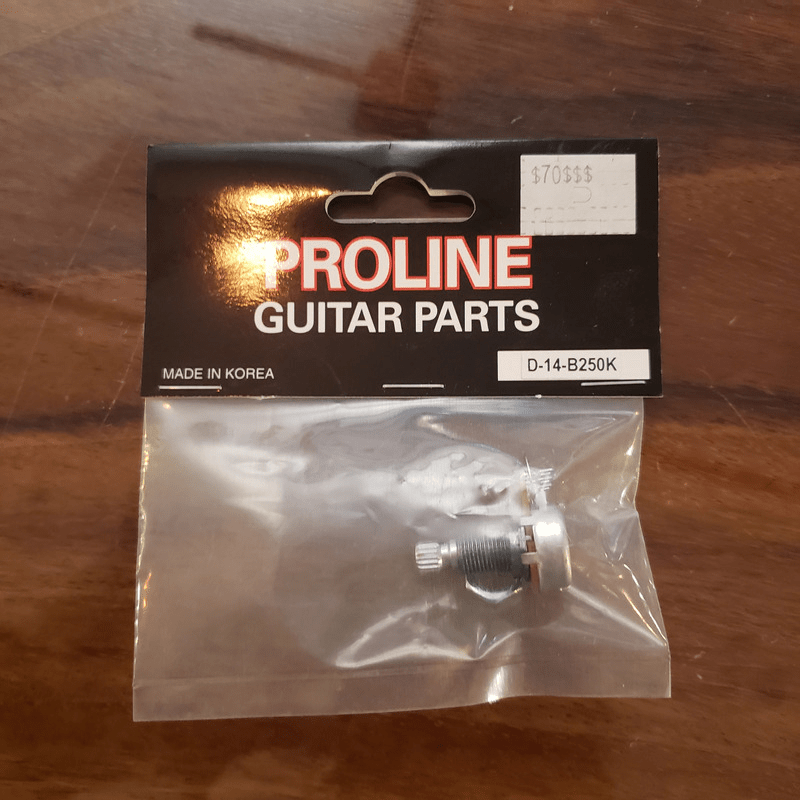 $70$$$
PROLINE
GUITAR PARTS
MADE IN KOREA
D-14-B250K